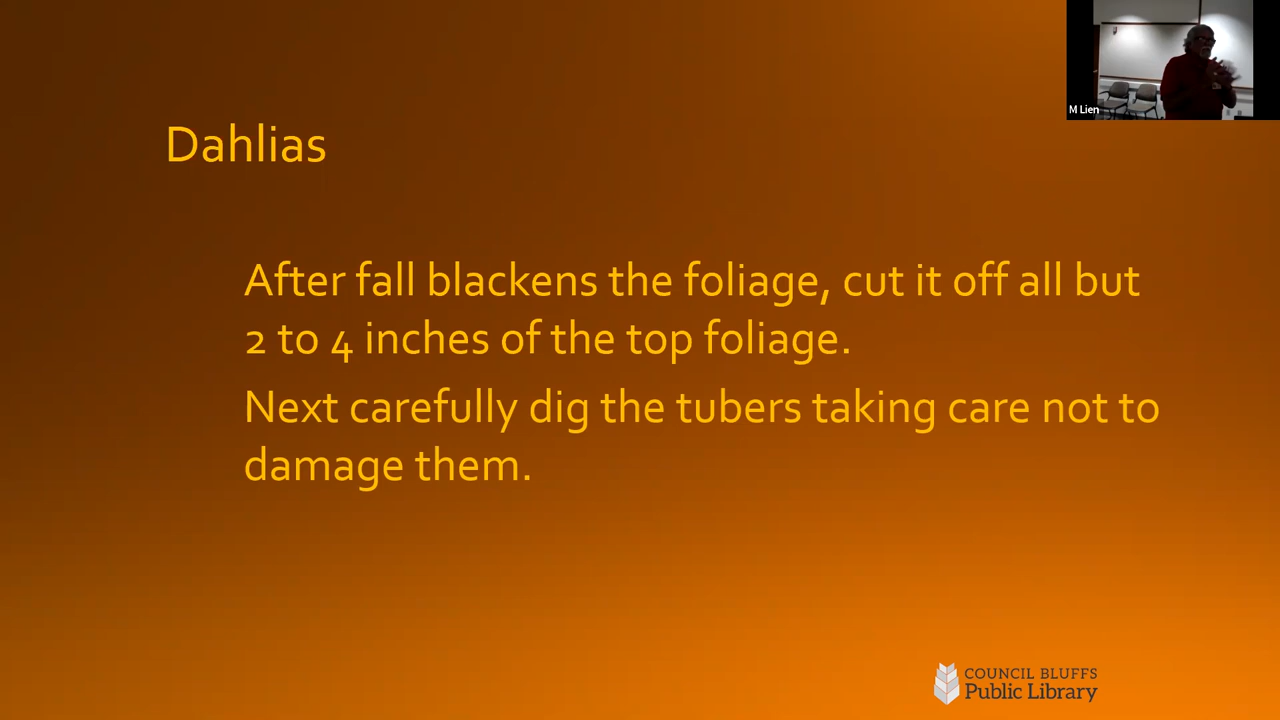 M Lien
Dahlias
After fall blackens the foliage, cut it off all but
2 to 4 inches of the top foliage.
Next carefully dig the tubers taking care not to
damage them.
COUNCIL BLUFFS
Public Library